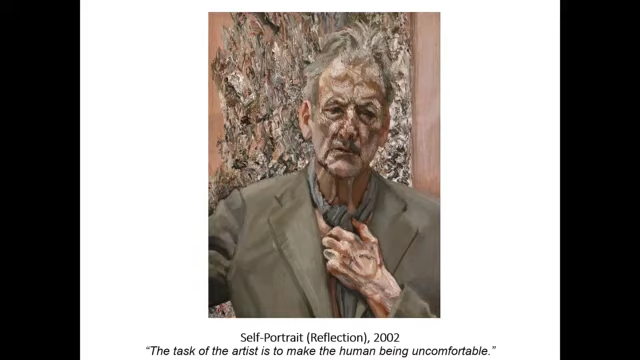 Self-Portrait (Reflection), 2002
“The task of the artist is to make the human being uncomfortable.”